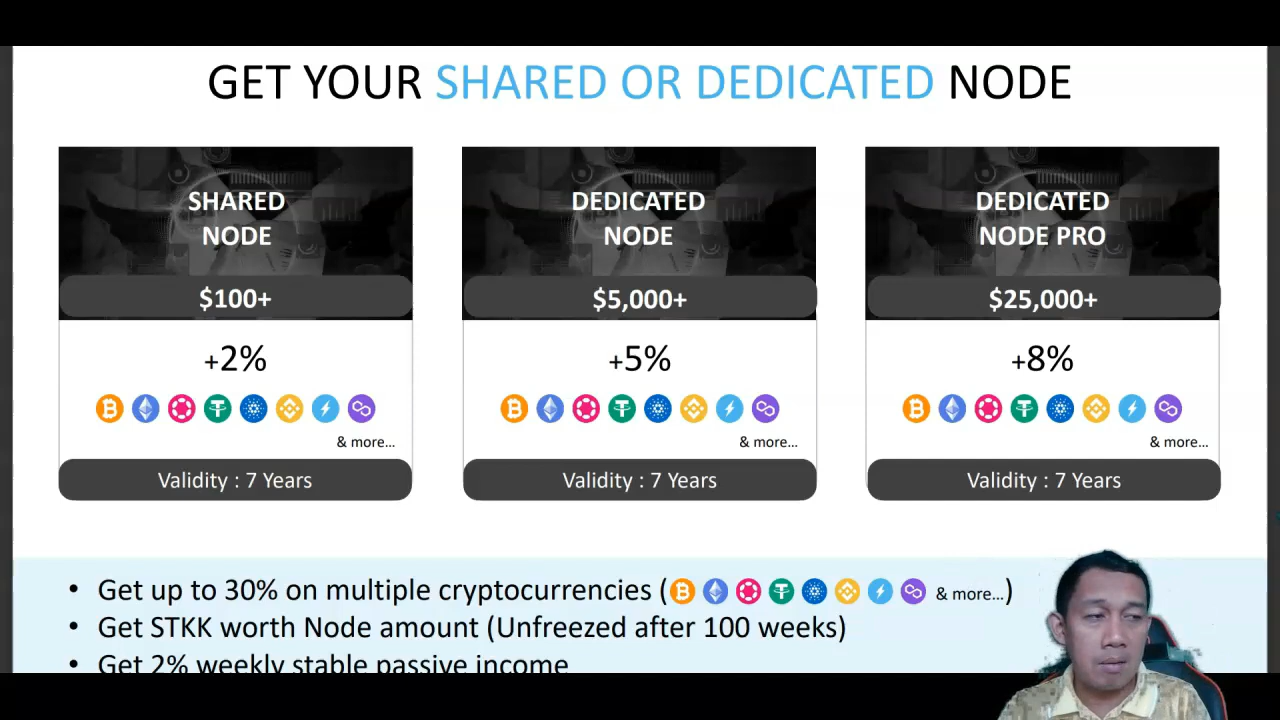 GET YOUR SHARED OR DEDICATED NODE
SHARED
NODE
$100+
+2%
& more...
Validity : 7 Years
DEDICATED
NODE
$5,000+
+5%
& more...
Validity : 7 Years
DEDICATED
NODE PRO
$25,000+
+8%
& more...
Validity : 7 Years
• Get up to 30% on multiple cryptocurrencies ( & more...)
• Get STKK worth Node amount (Unfreezed after 100 weeks)
• Get 2% weekly stable passive income